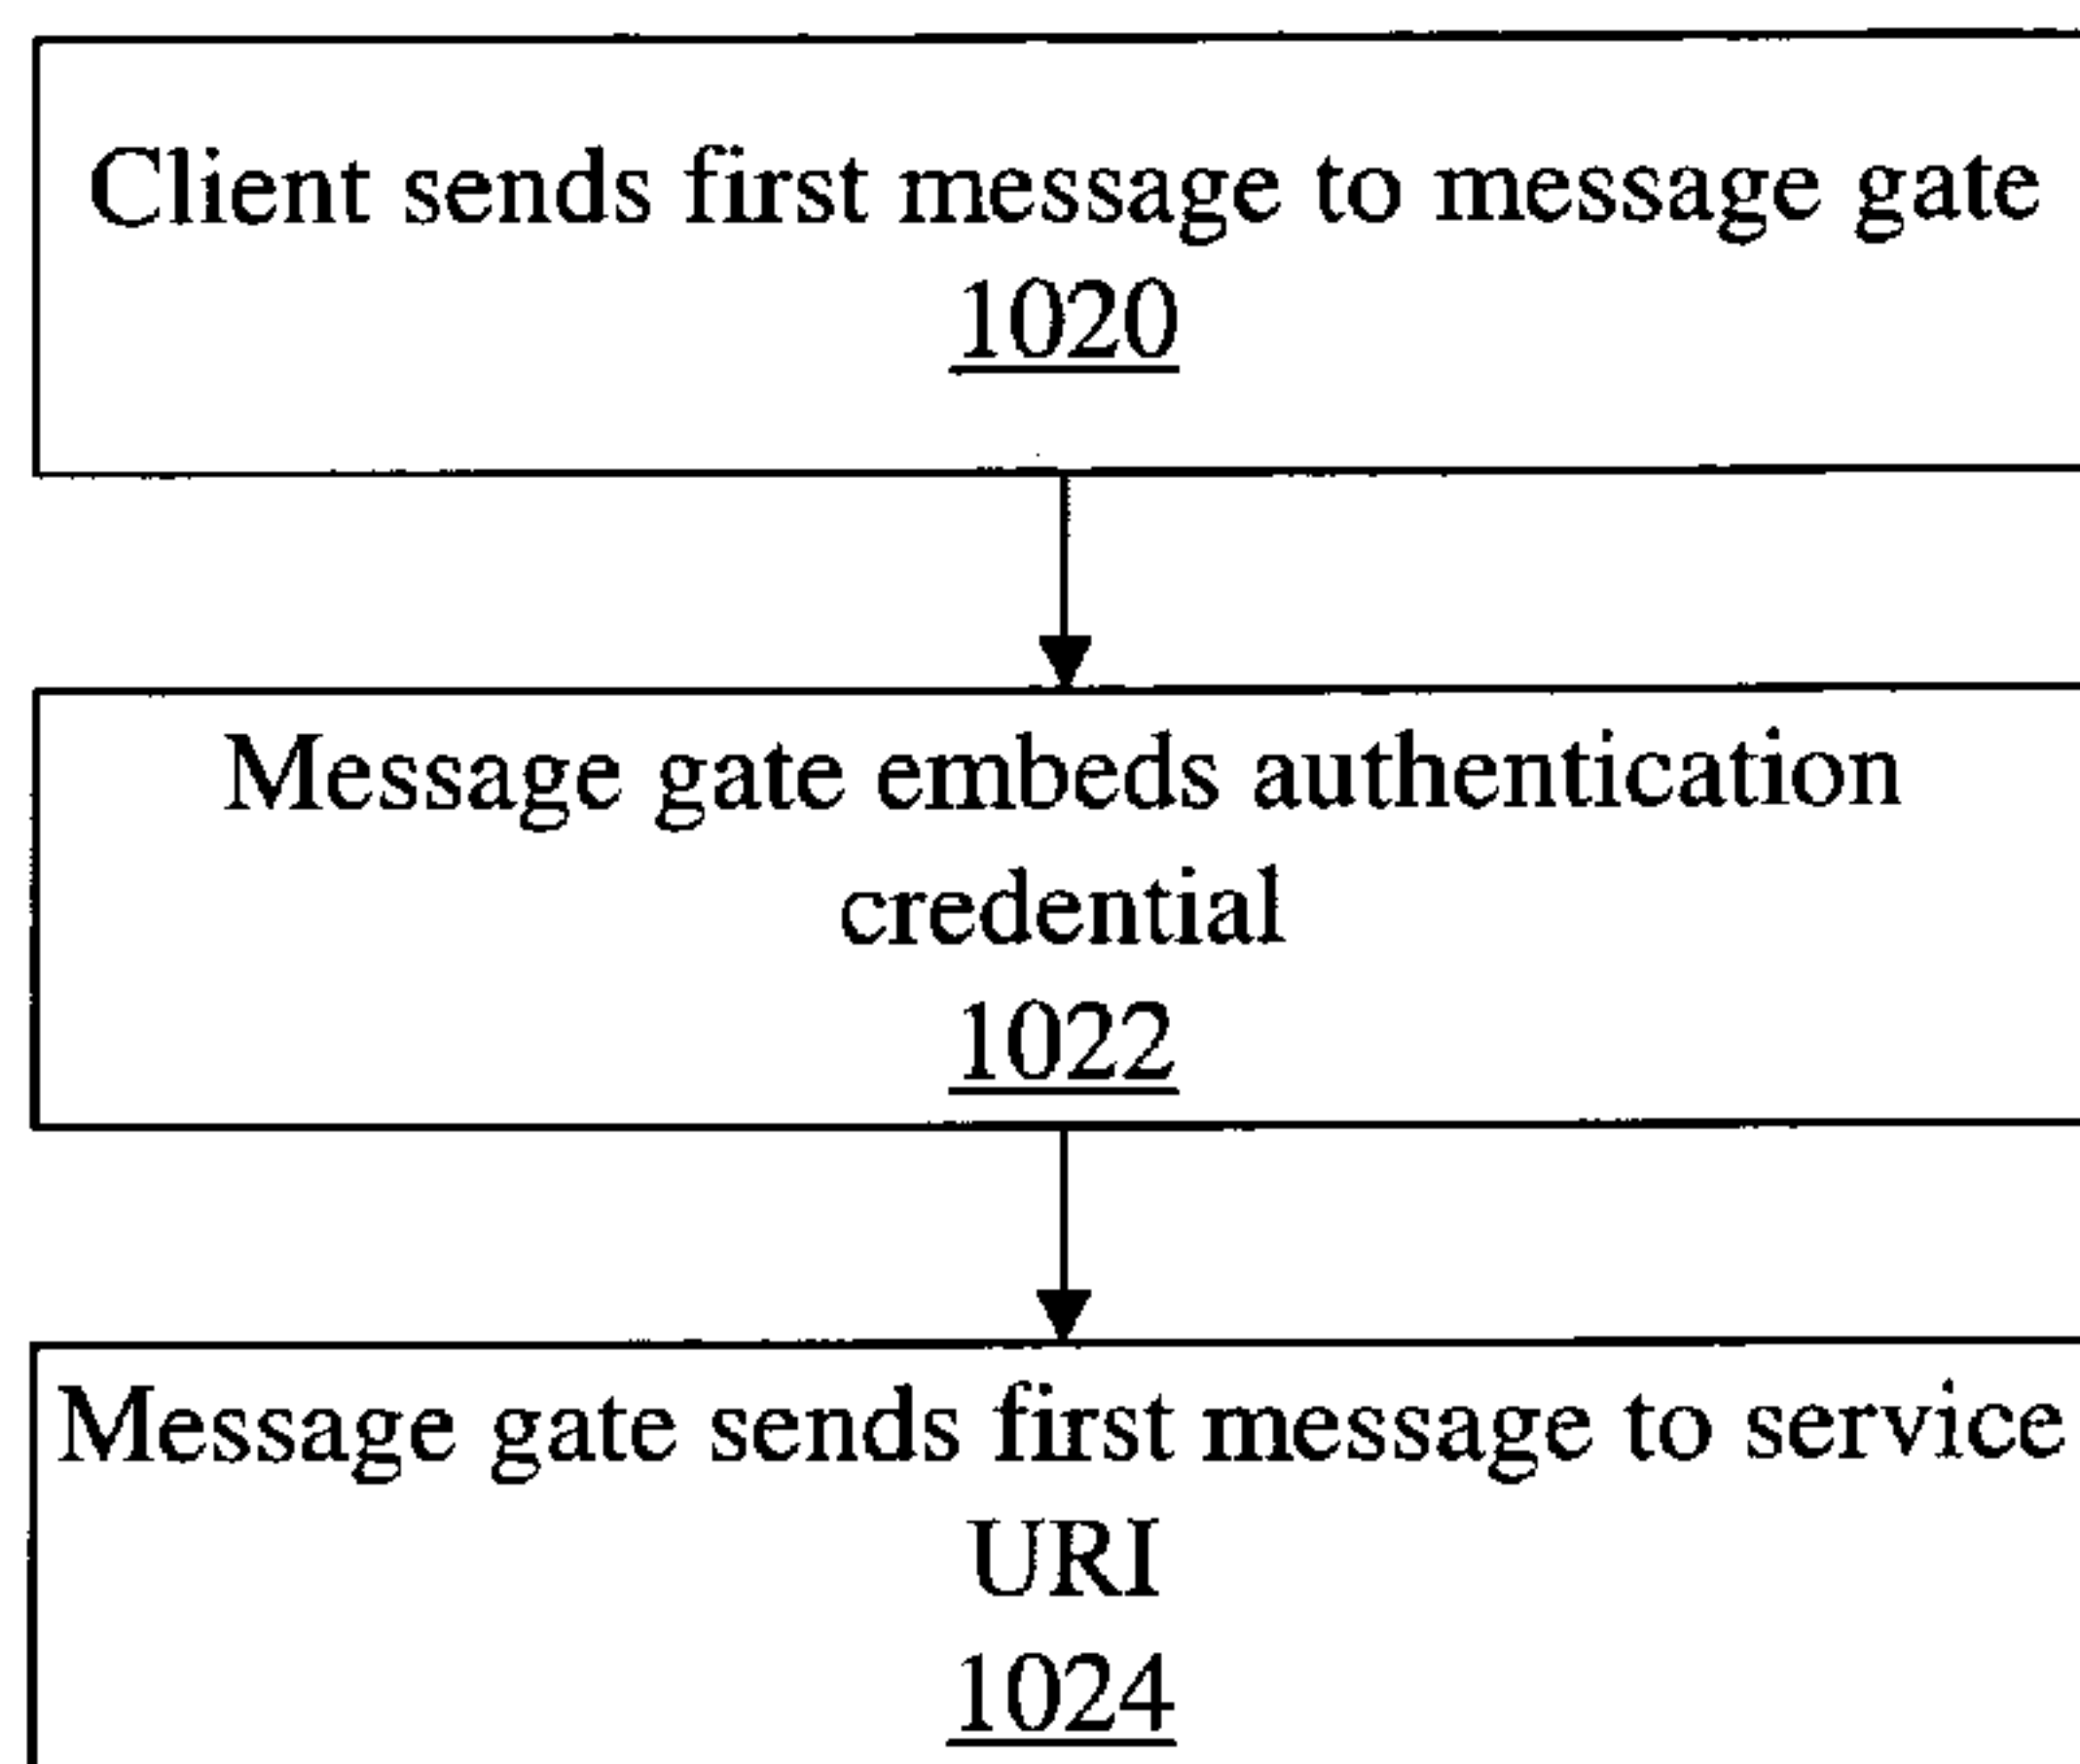 Client sends first message to message gate
1020
Message gate embeds authentication
credential
1022
Message gate sends first message to service
URI
1024